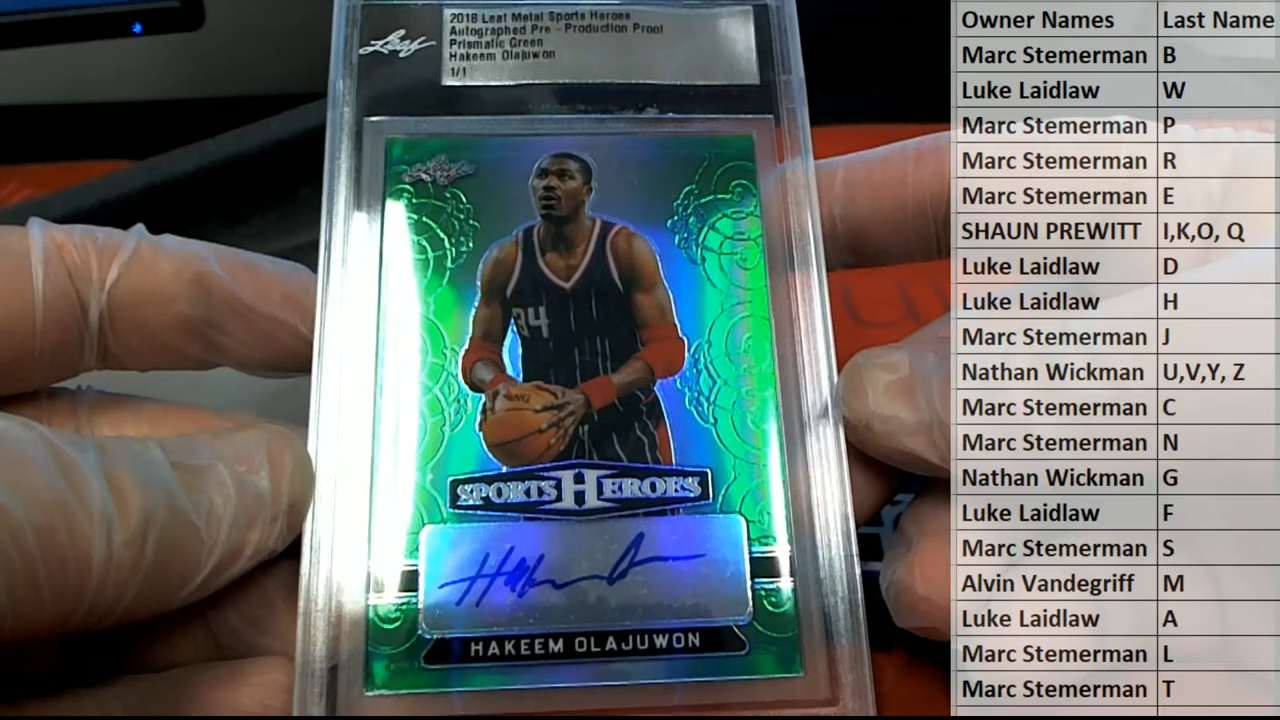 2018 Leaf Metal Sports Heroes
Autographed Pre - Production Proof
Prismatic Green
Hakeem Olajuwon
1/1
Leaf
Leaf
34
SPORTS HEROES
HAKEEM OLAJUWON
Owner Names Last Name
Marc Stemerman B
Luke Laidlaw W
Marc Stemerman P
Marc Stemerman R
Marc Stemerman E
SHAUN PREWITT I,K,O, Q
Luke Laidlaw D
Luke Laidlaw H
Marc Stemerman J
Nathan Wickman U,V,Y, Z
Marc Stemerman C
Marc Stemerman N
Nathan Wickman G
Luke Laidlaw F
Marc Stemerman S
Alvin Vandegriff M
Luke Laidlaw A
Marc Stemerman L
Marc Stemerman T